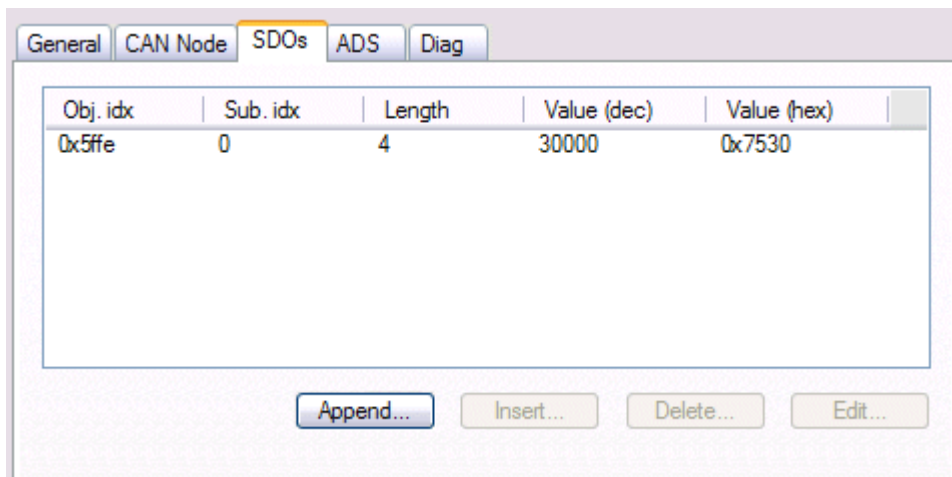 General CAN Node SDOs ADS Diag
Obj. idx Sub. idx Length Value (dec) Value (hex)
0x5ffe 0 4 30000 0x7530
Append... Insert... Delete... Edit...